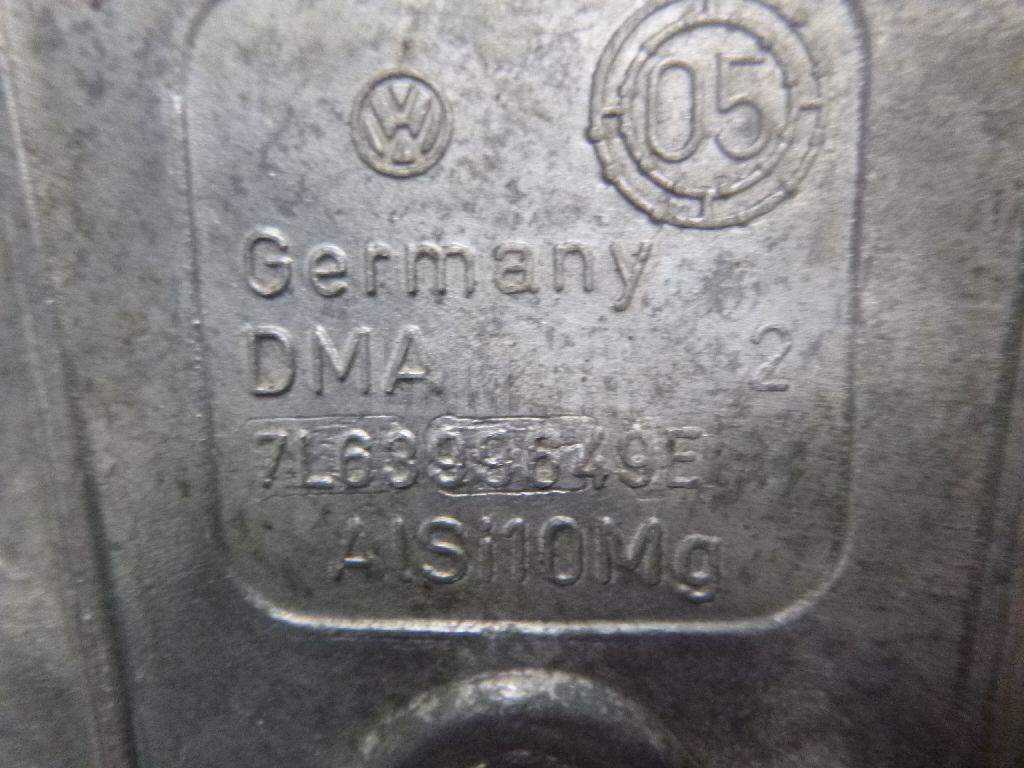 05
Germany
DMA 2
7L6399649E
AlSi10Mg